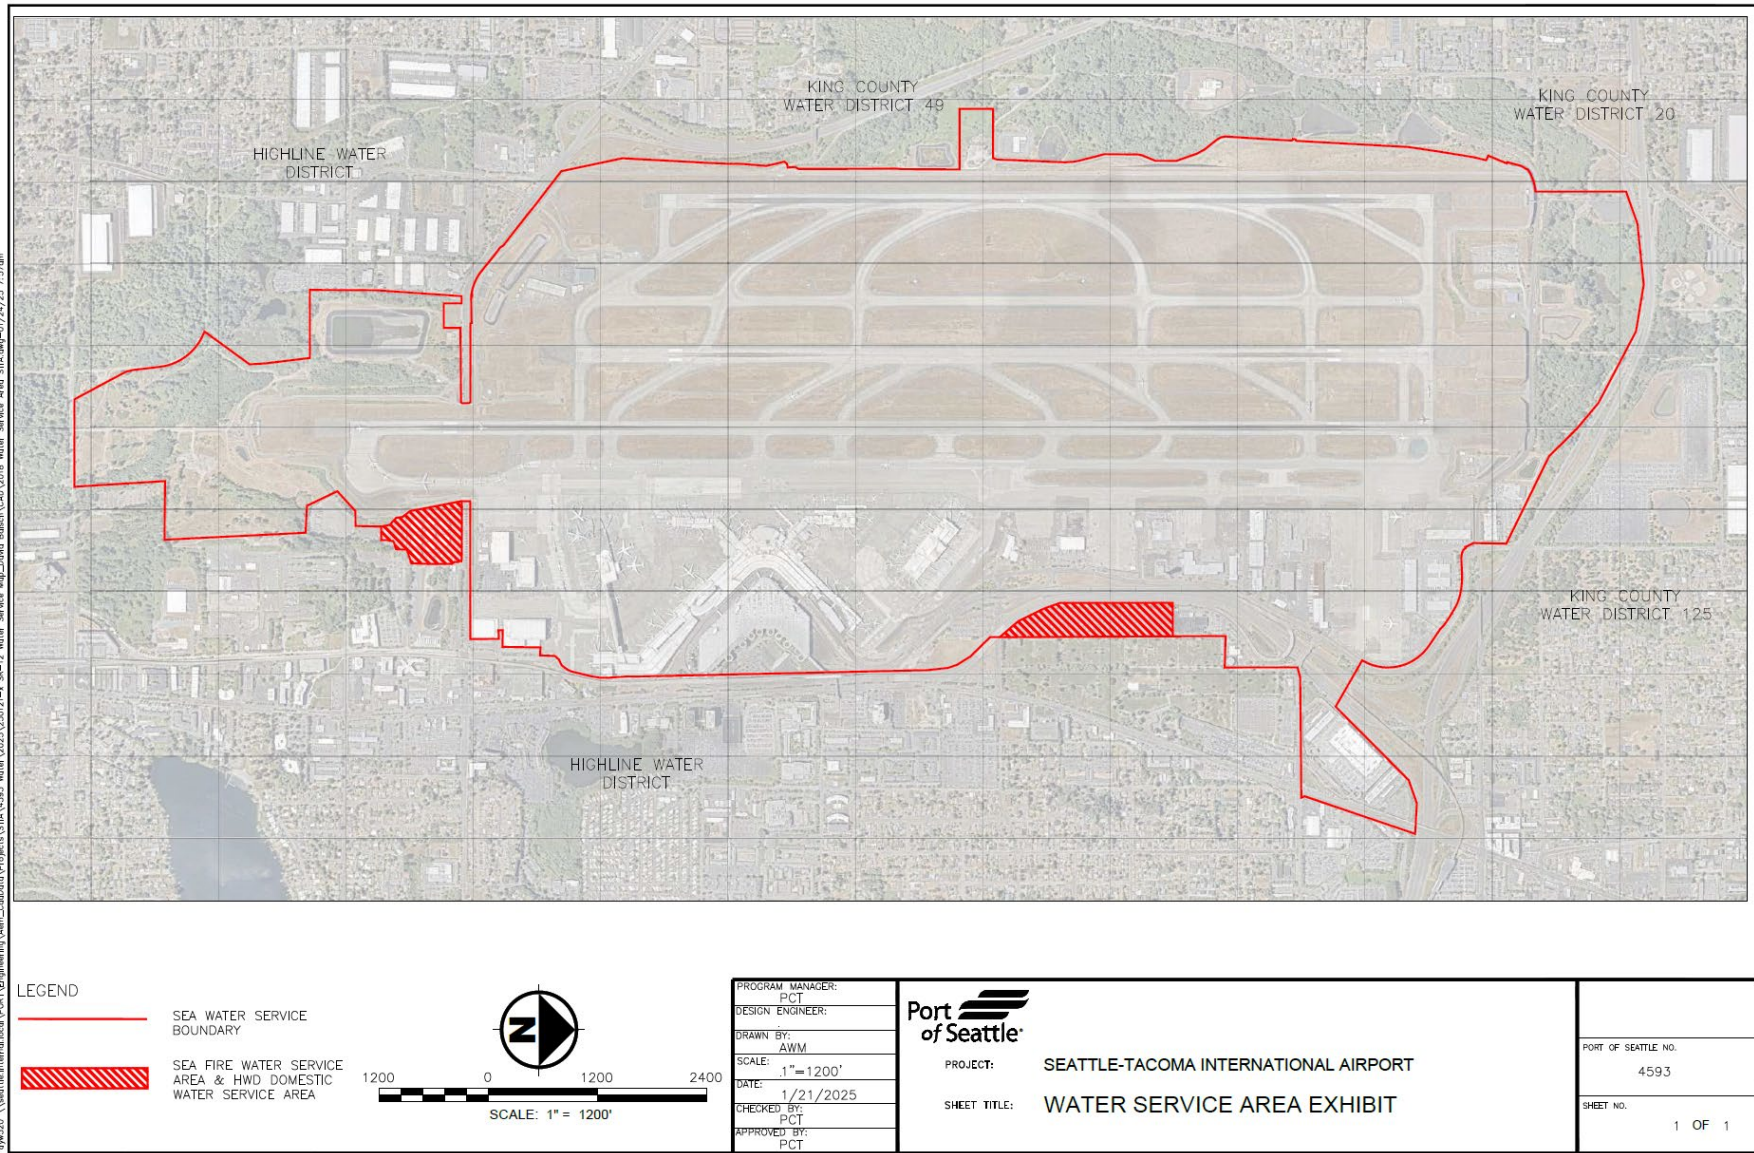 KING COUNTY
WATER DISTRICT 49
KING COUNTY
WATER DISTRICT 20
HIGHLINE WATER
DISTRICT
KING COUNTY
WATER DISTRICT 125
HIGHLINE WATER
DISTRICT
LEGEND
SEA WATER SERVICE
BOUNDARY
SEA FIRE WATER SERVICE
AREA & HWD DOMESTIC
WATER SERVICE AREA
N
1200 0 1200 2400
SCALE: 1" = 1200'
PROGRAM MANAGER:
PCT
DESIGN ENGINEER:
DRAWN BY:
AWM
SCALE:
1"=1200'
DATE:
1/21/2025
CHECKED BY:
PCT
APPROVED BY:
PCT
Port
of Seattle
PROJECT: SEATTLE-TACOMA INTERNATIONAL AIRPORT
SHEET TITLE: WATER SERVICE AREA EXHIBIT
PORT OF SEATTLE NO.
4593
SHEET NO.
1 OF 1